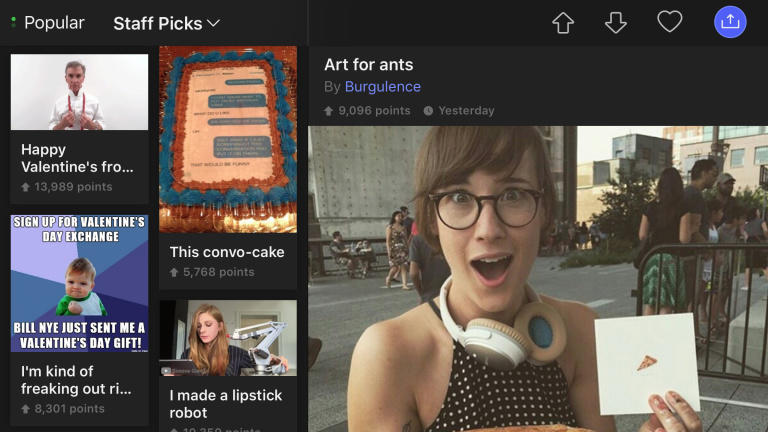 Popular
Staff Picks
Happy
Valentine's fro...
13,989 points
SIGN UP FOR VALENTINE'S
DAY EXCHANGE
BILL NYE JUST SENT ME A
VALENTINE'S DAY GIFT!
I'm kind of
freaking out ri...
8,301 points
THAT WOULD BE FUNNY
This convo-cake
5,768 points
I made a lipstick
robot
10,350 points
Art for ants
By Burgulence
9,096 points
Yesterday